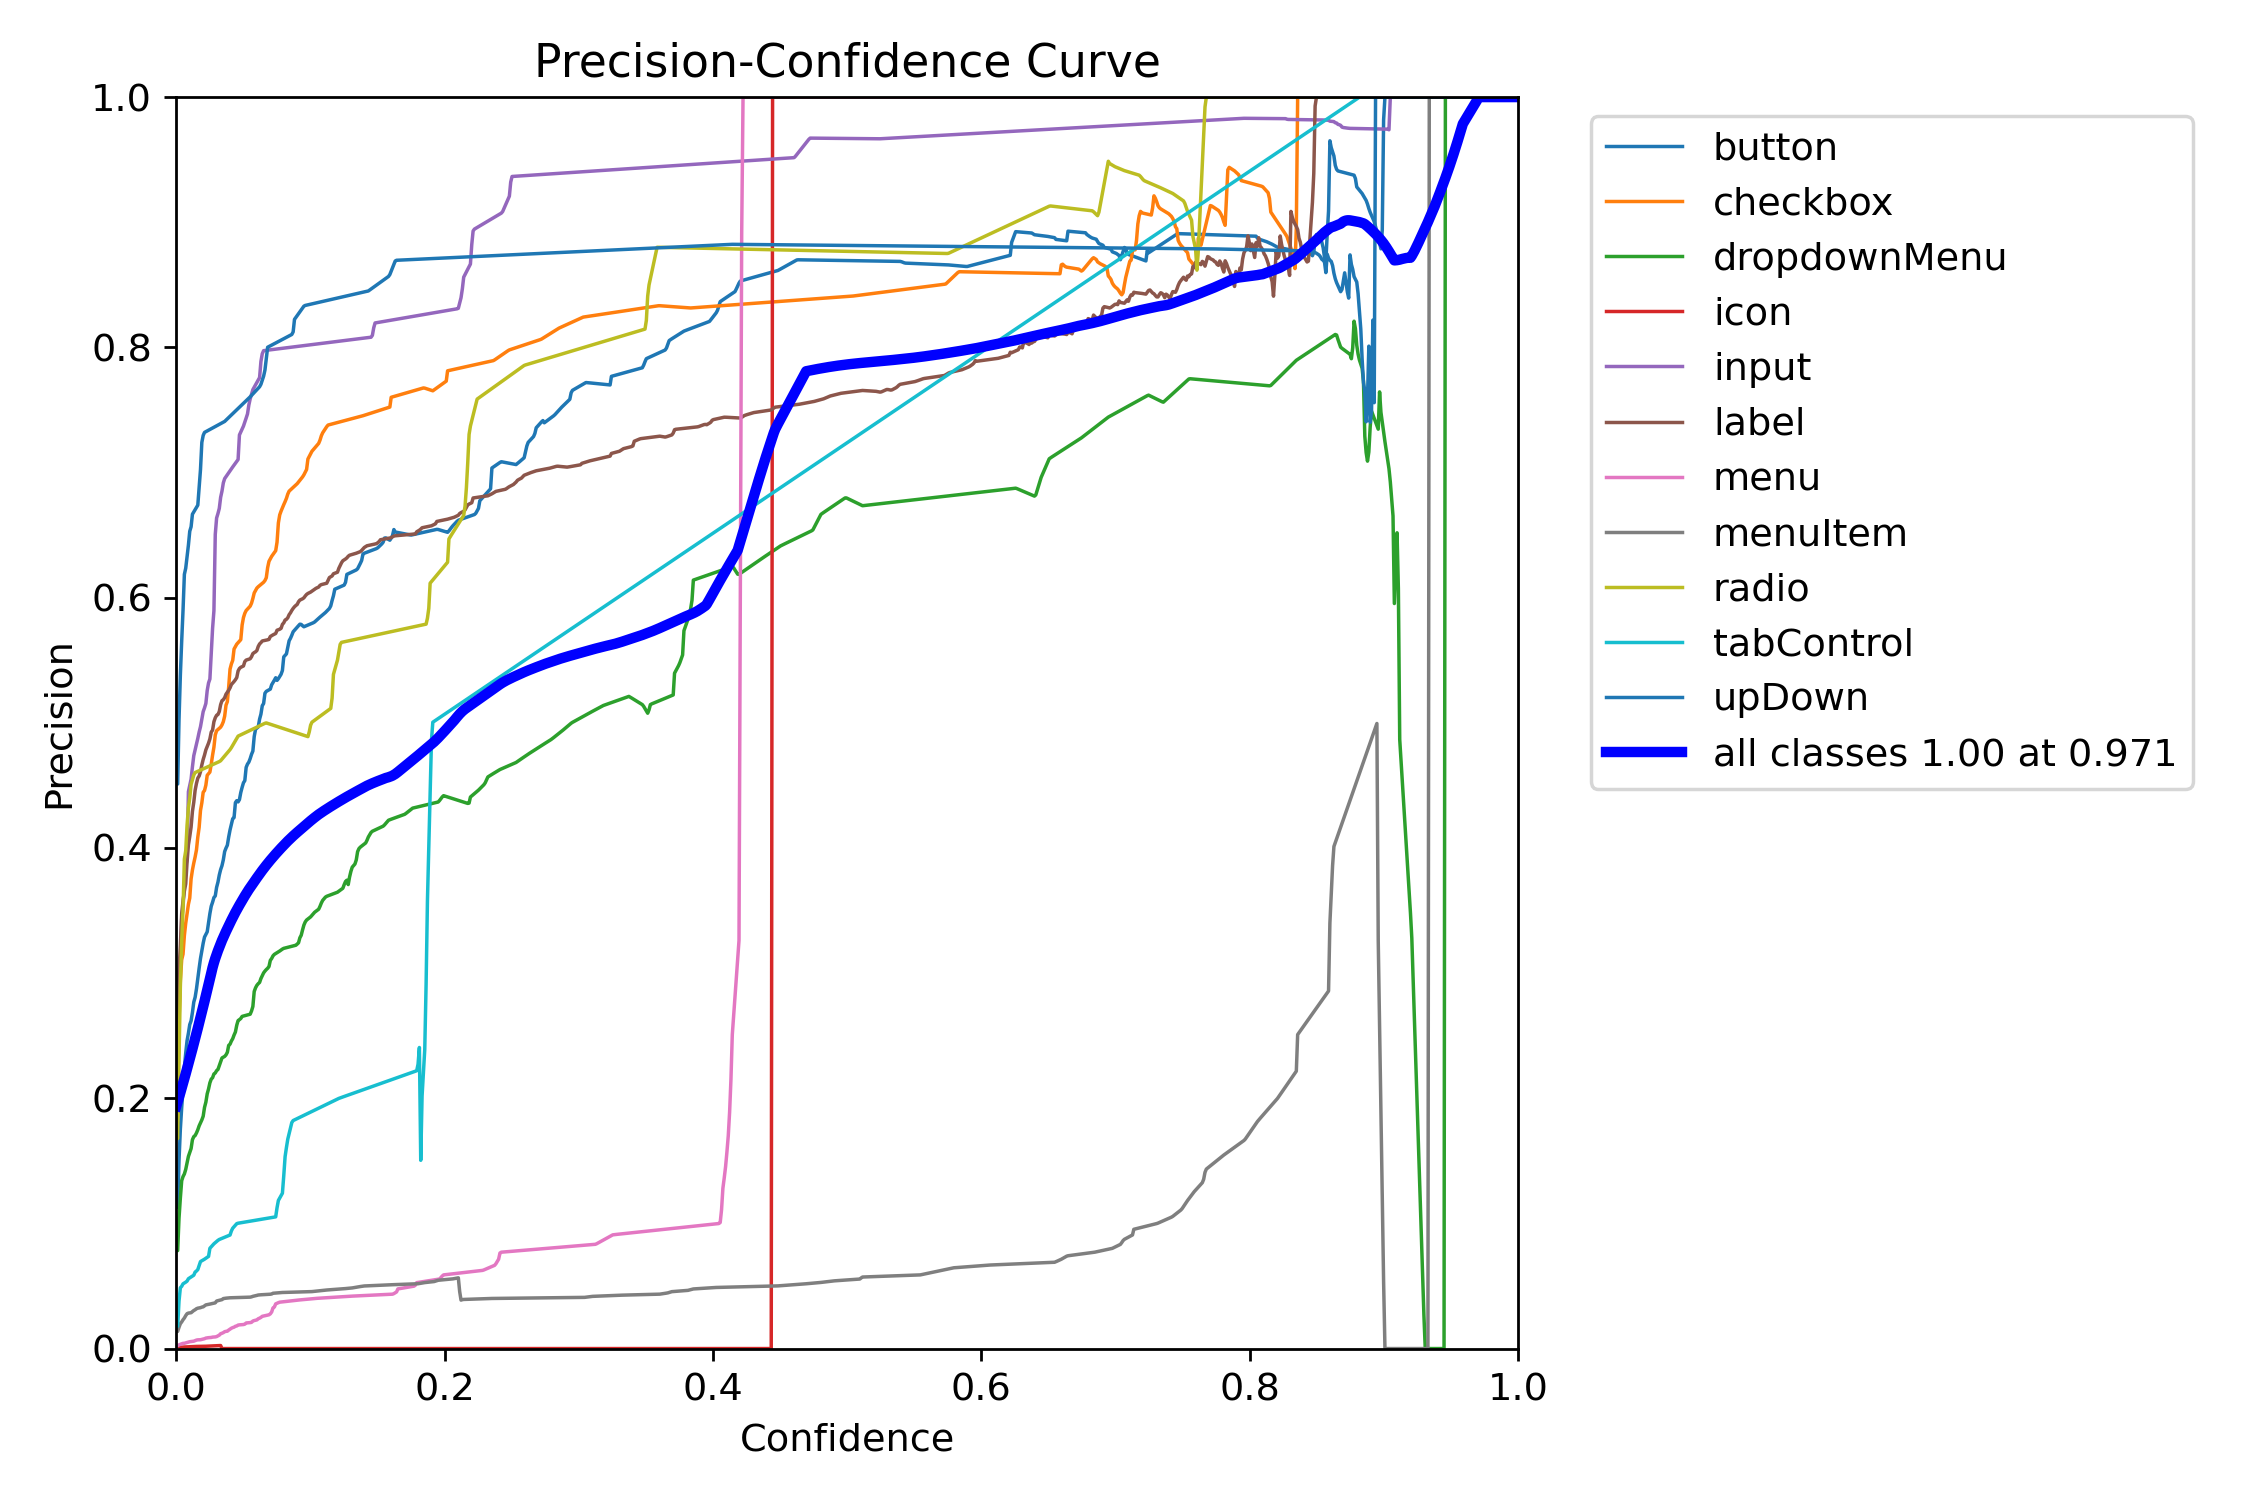 Precision-Confidence Curve
1.0
0.8
0.6
0.4
0.2
0.0
Precision
0.0 0.2 0.4 0.6 0.8 1.0
Confidence
button
checkbox
dropdownMenu
icon
input
label
menu
menuItem
radio
tabControl
upDown
all classes 1.00 at 0.971